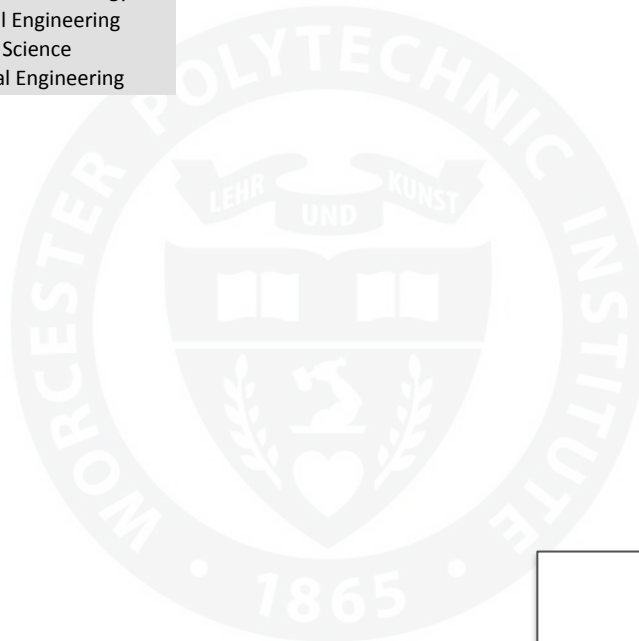 l Engineering
Science
al Engineering
WORCESTER POLYTECHNIC INSTITUTE
LEHR UND KUNST
1865